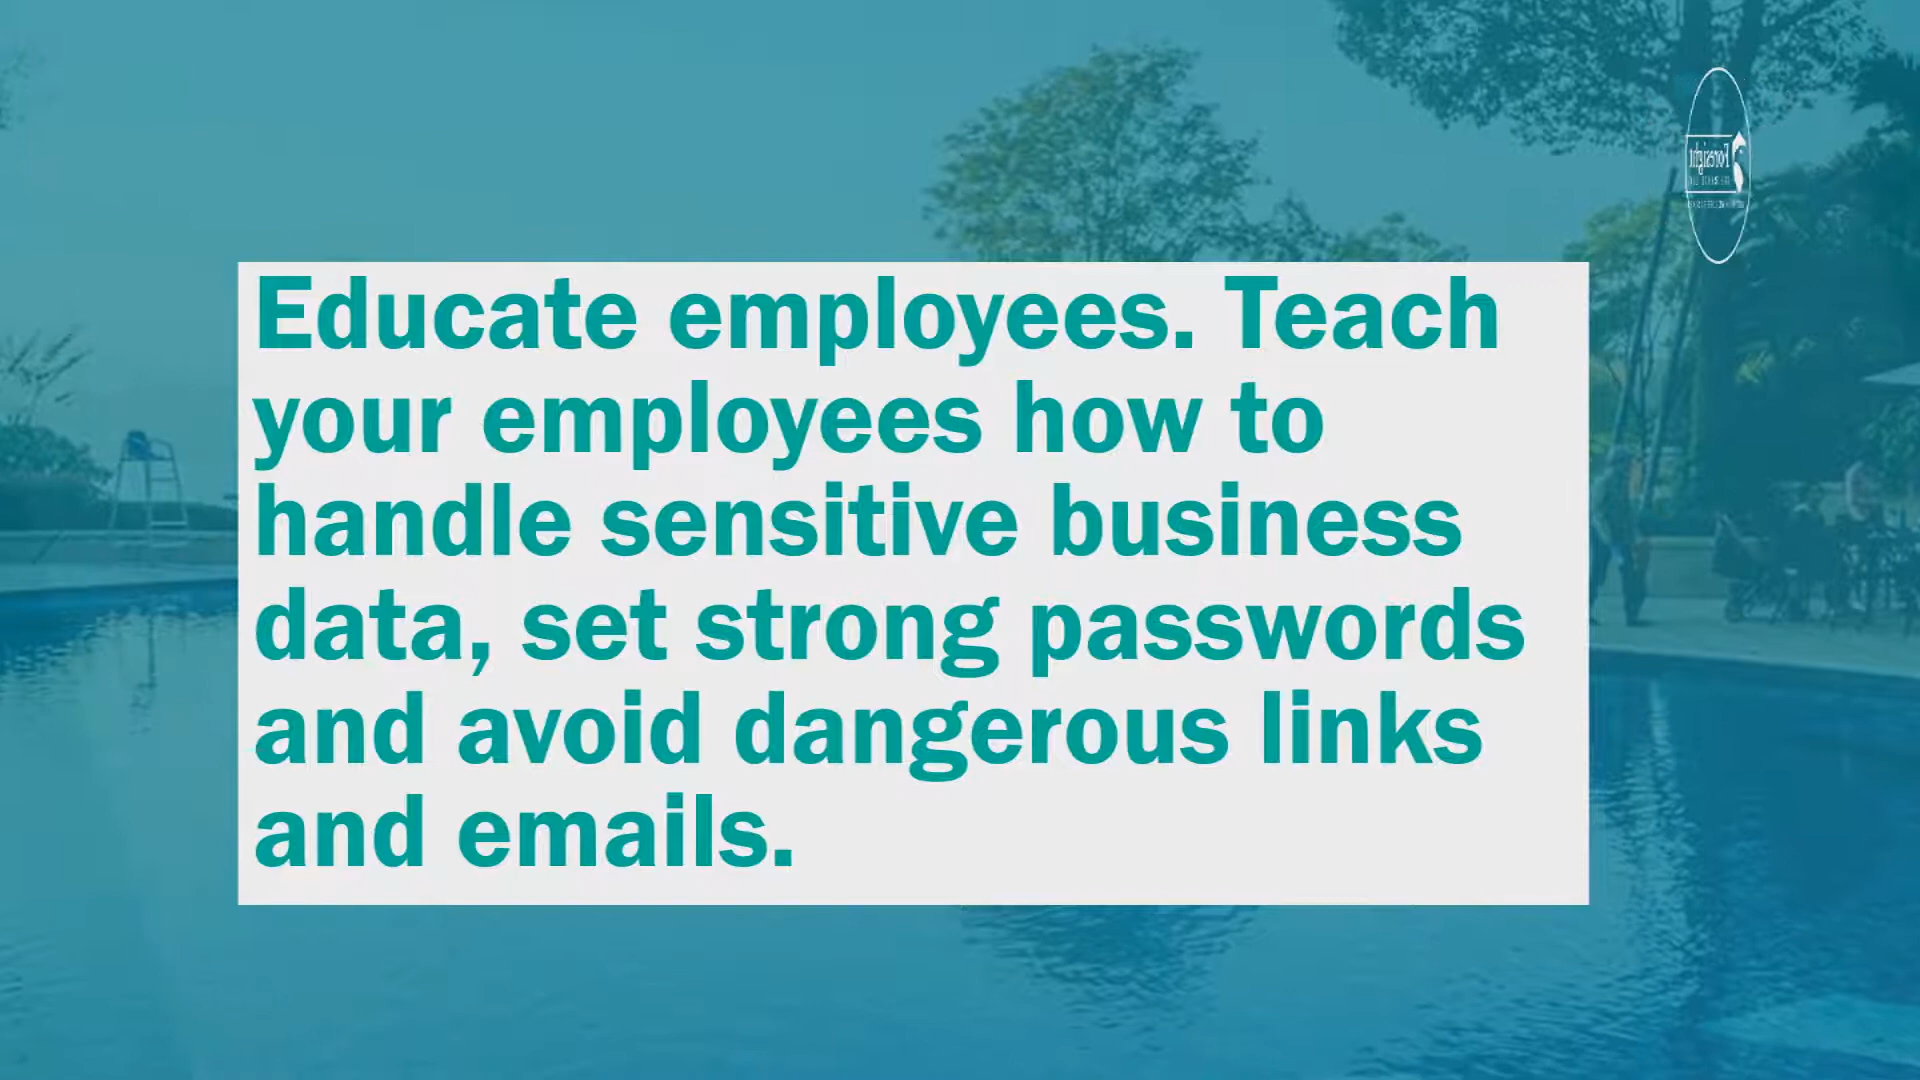 Educate employees. Teach
your employees how to
handle sensitive business
data, set strong passwords
and avoid dangerous links
and emails.